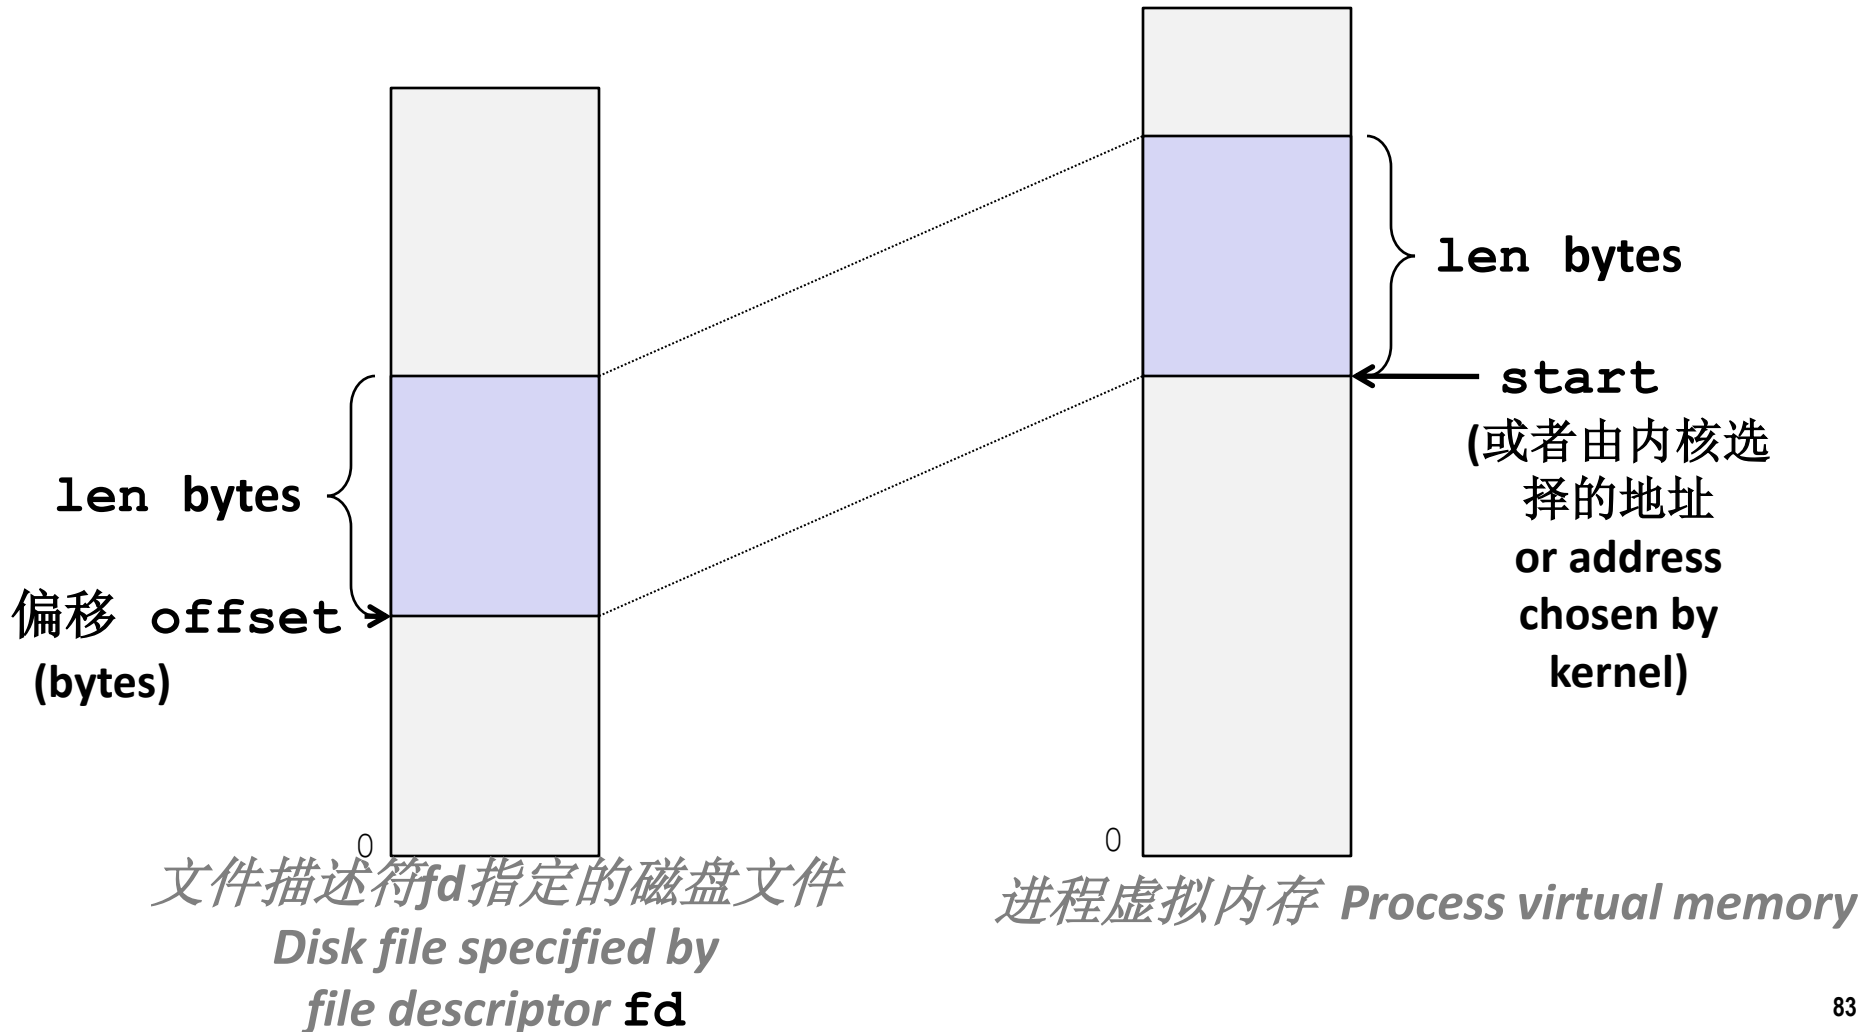 len bytes
start
(或者由内核选
择的地址
or address
chosen by
kernel)
len bytes
偏移 offset
(bytes)
0
0
文件描述符fd指定的磁盘文件
Disk file specified by
file descriptor fd
进程虚拟内存 Process virtual memory
83